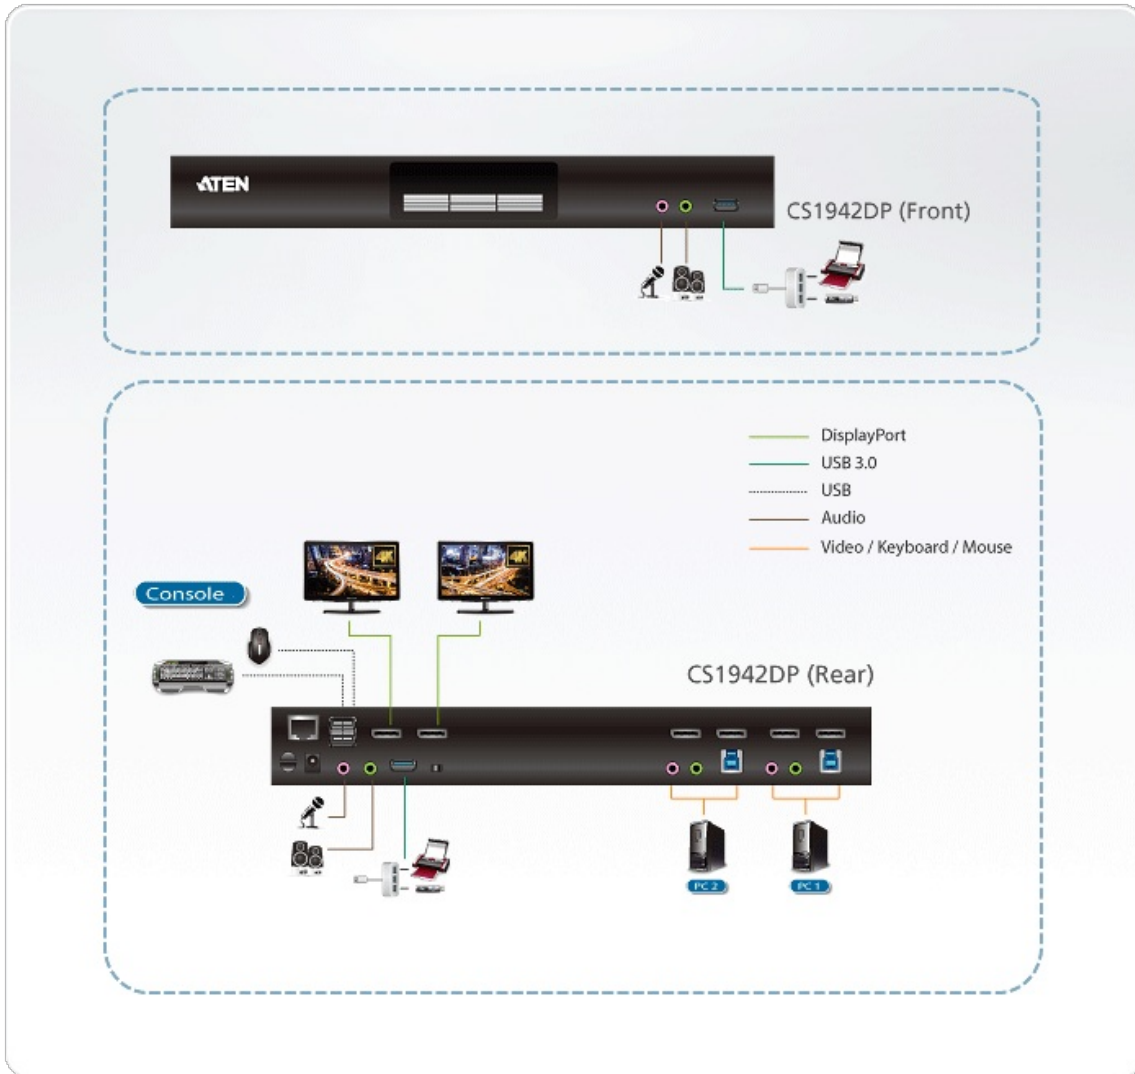 ATEN
CS1942DP (Front)
DisplayPort
USB 3.0
USB
Audio
Video / Keyboard / Mouse
4K
4K
Console
CS1942DP (Rear)
PC 2
PC 1